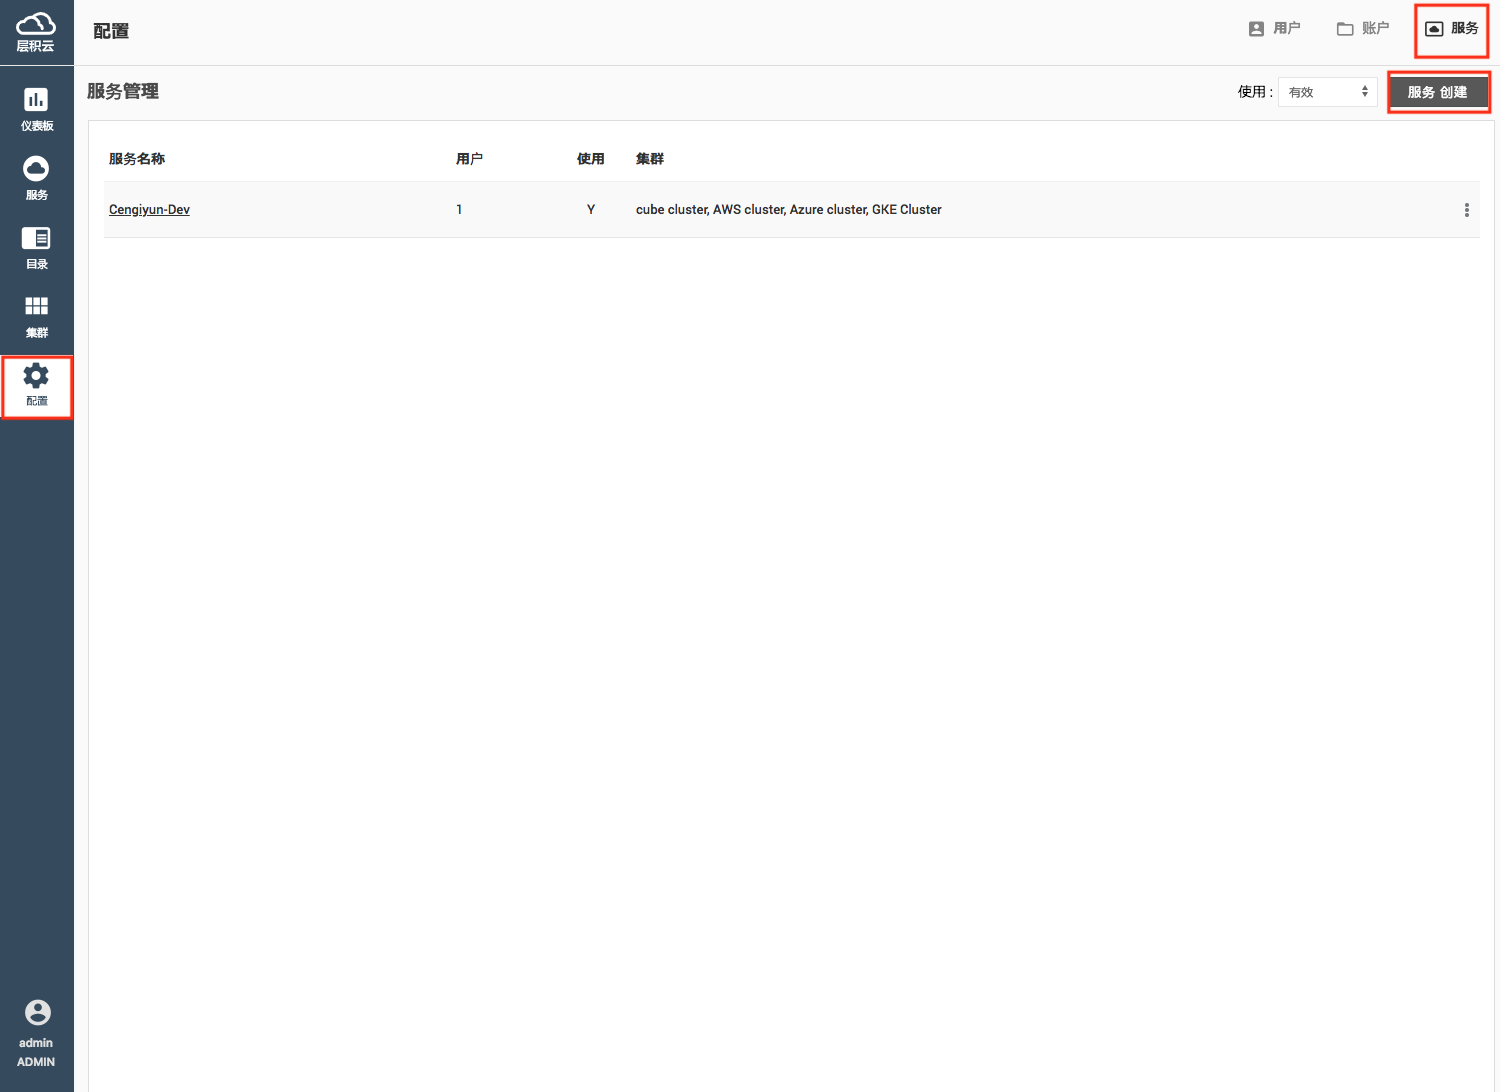 层积云
配置
用户
账户
服务
服务管理
使用 :
有效
服务 创建
仪表板
服务
目录
集群
配置
服务名称
用户
使用
集群
Cengiyun-Dev
1
Y
cube cluster, AWS cluster, Azure cluster, GKE Cluster
admin
ADMIN